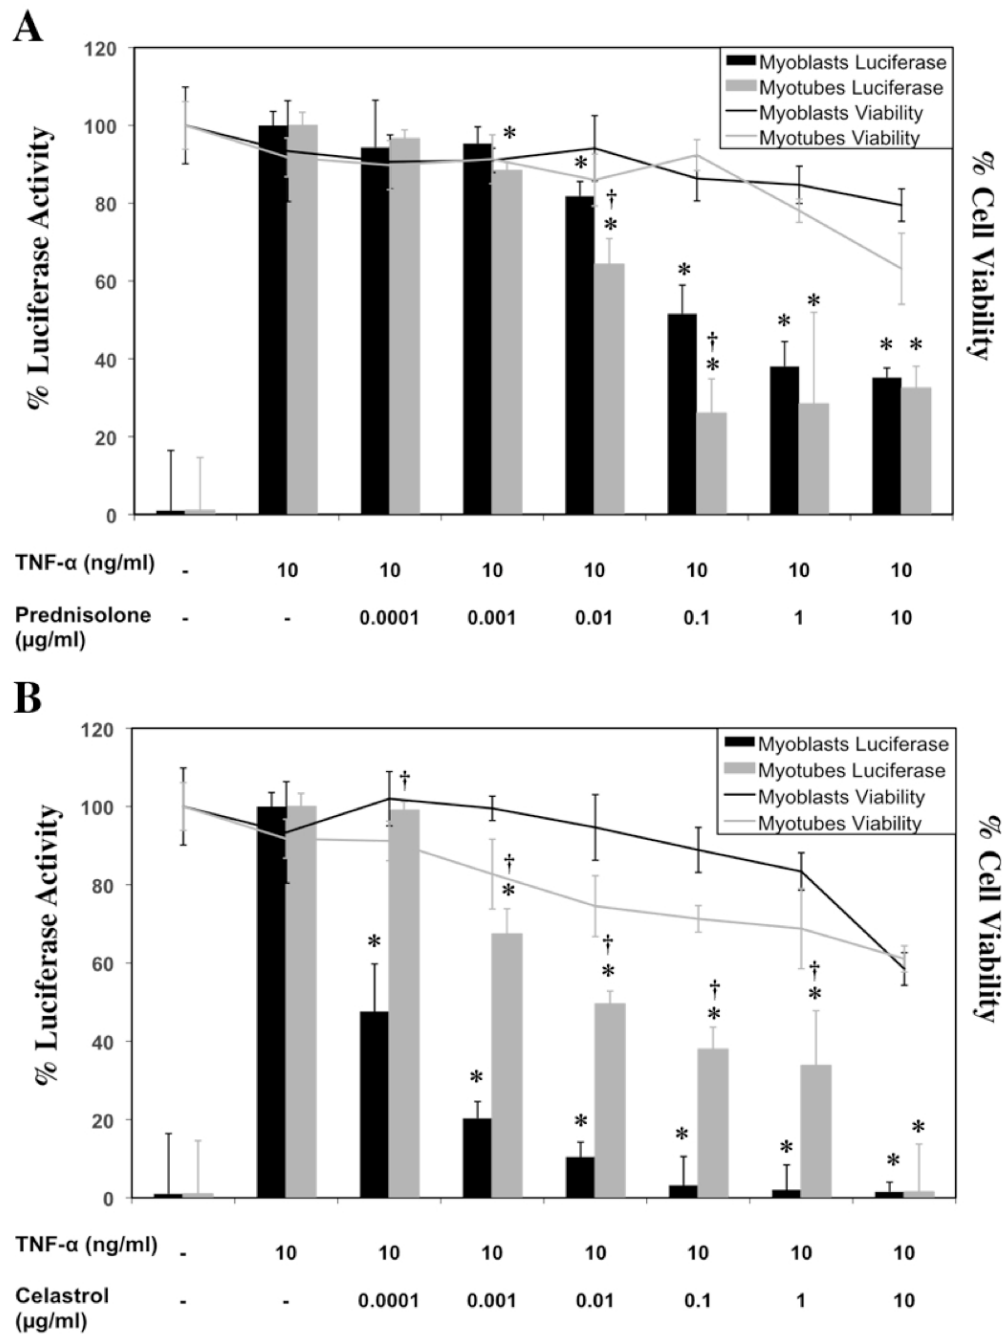 A
120
100
80
60
40
20
0
% Luciferase Activity
% Cell Viability
Myoblasts Luciferase
Myotubes Luciferase
Myoblasts Viability
Myotubes Viability
*
*
†
*
*
†
*
*
*
*
*
TNF-α (ng/ml) - 10 10 10 10 10 10 10
Prednisolone - - 0.0001 0.001 0.01 0.1 1 10
(µg/ml)
B
120
100
80
60
40
20
0
% Luciferase Activity
% Cell Viability
Myoblasts Luciferase
Myotubes Luciferase
Myoblasts Viability
Myotubes Viability
†
*
†
*
*
†
*
*
†
*
*
†
*
*
*
*
TNF-α (ng/ml) - 10 10 10 10 10 10 10
Celastrol - - 0.0001 0.001 0.01 0.1 1 10
(µg/ml)